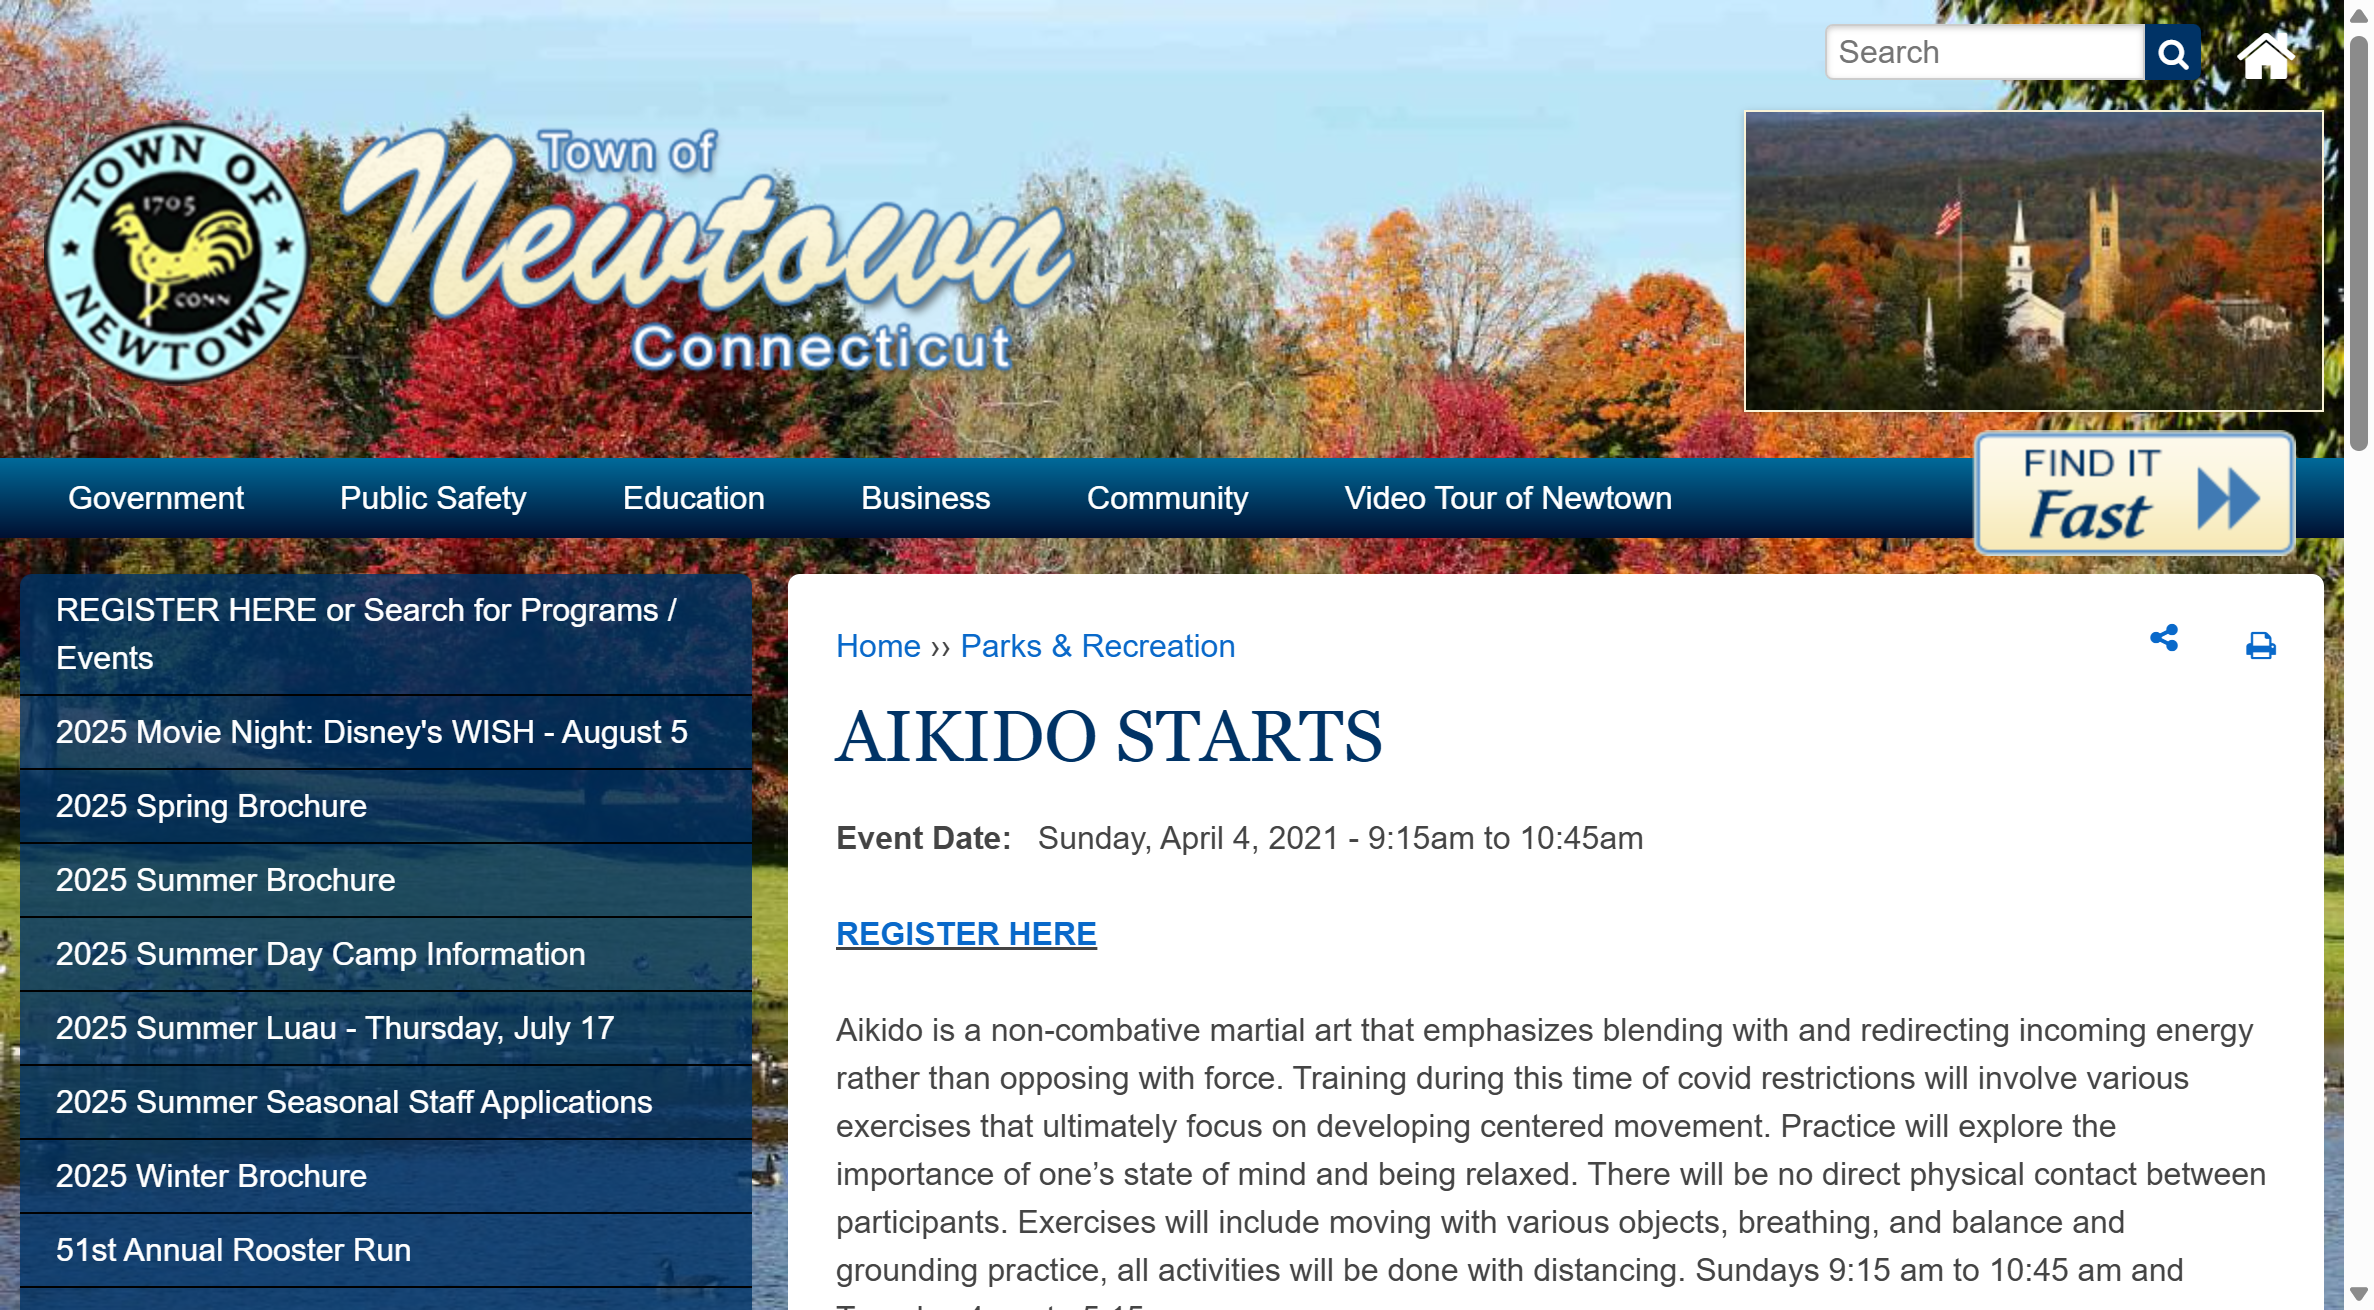 Search
TOWN OF
1705
CONN
NEWTOWN
Town of
Newtown
Connecticut
Government
Public Safety
Education
Business
Community
Video Tour of Newtown
FIND IT
Fast
REGISTER HERE or Search for Programs /
Events
2025 Movie Night: Disney's WISH - August 5
2025 Spring Brochure
2025 Summer Brochure
2025 Summer Day Camp Information
2025 Summer Luau - Thursday, July 17
2025 Summer Seasonal Staff Applications
2025 Winter Brochure
51st Annual Rooster Run
Home ›› Parks & Recreation
AIKIDO STARTS
Event Date: Sunday, April 4, 2021 - 9:15am to 10:45am
REGISTER HERE
Aikido is a non-combative martial art that emphasizes blending with and redirecting incoming energy
rather than opposing with force. Training during this time of covid restrictions will involve various
exercises that ultimately focus on developing centered movement. Practice will explore the
importance of one’s state of mind and being relaxed. There will be no direct physical contact between
participants. Exercises will include moving with various objects, breathing, and balance and
grounding practice, all activities will be done with distancing. Sundays 9:15 am to 10:45 am and